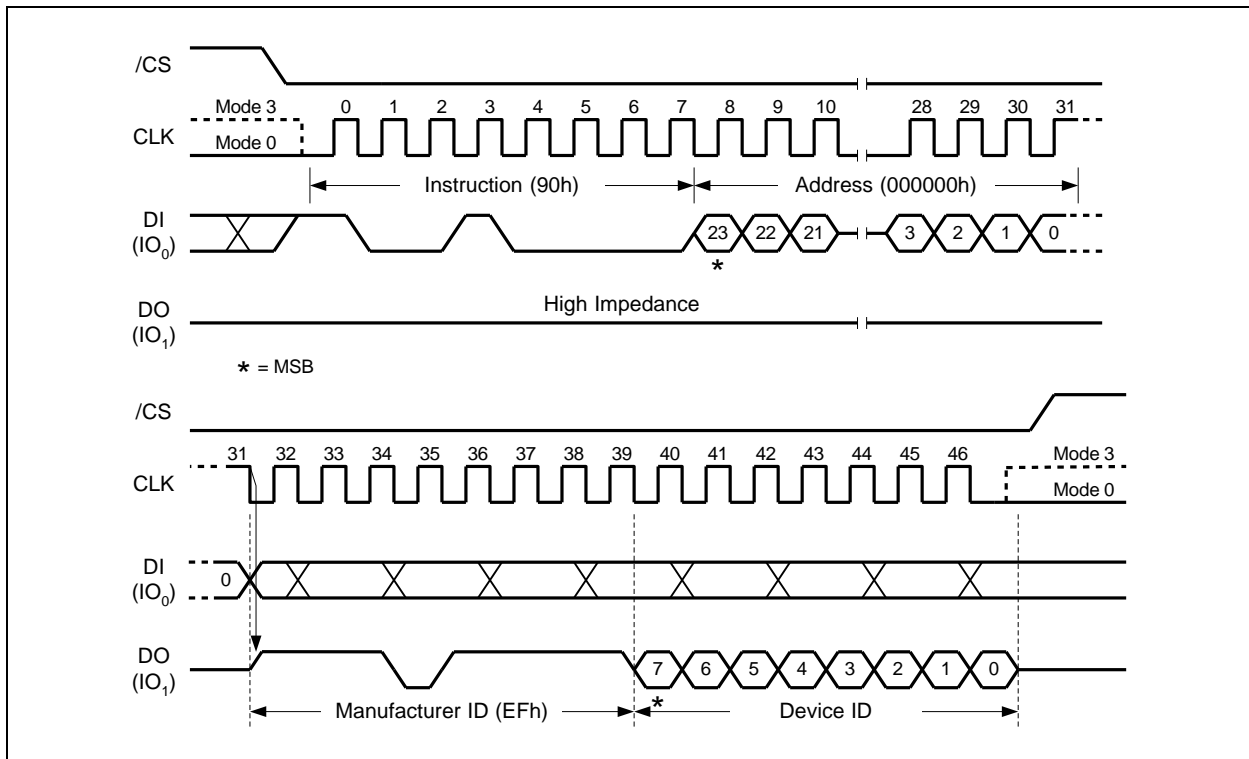 /CS
Mode 3 0 1 2 3 4 5 6 7 8 9 10 28 29 30 31
CLK Mode 0
Instruction (90h) Address (000000h)
DI
(IO0) 23 22 21 3 2 1 0
*
High Impedance
DO
(IO1)
* = MSB
/CS
31 32 33 34 35 36 37 38 39 40 41 42 43 44 45 46 Mode 3
CLK Mode 0
DI
(IO0) 0
DO
(IO1) 7 6 5 4 3 2 1 0
*
Manufacturer ID (EFh) Device ID